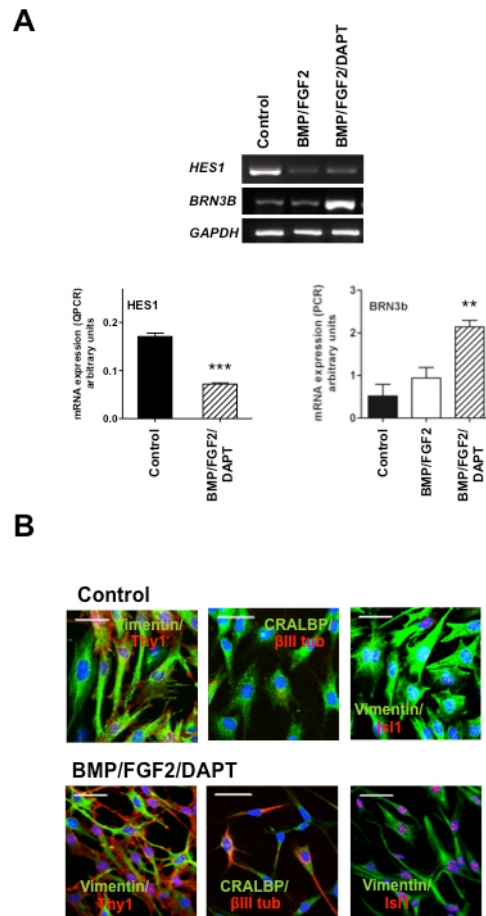 A
Control
BMP/FGF2
BMP/FGF2/DAPT
HES1
BRN3B
GAPDH
mRNA expression (QPCR)
arbitrary units
0.2
0.1
0.0
HES1
***
Control
BMP/FGF2/
DAPT
mRNA expression (PCR)
arbitrary units
3
2
1
0
BRN3b
**
Control
BMP/FGF2
BMP/FGF2/
DAPT
B
Control
Vimentin/
Thy1
CRALBP/
βIII tub
Vimentin/
Isl1
BMP/FGF2/DAPT
Vimentin/
Thy1
CRALBP/
βIII tub
Vimentin/
Isl1